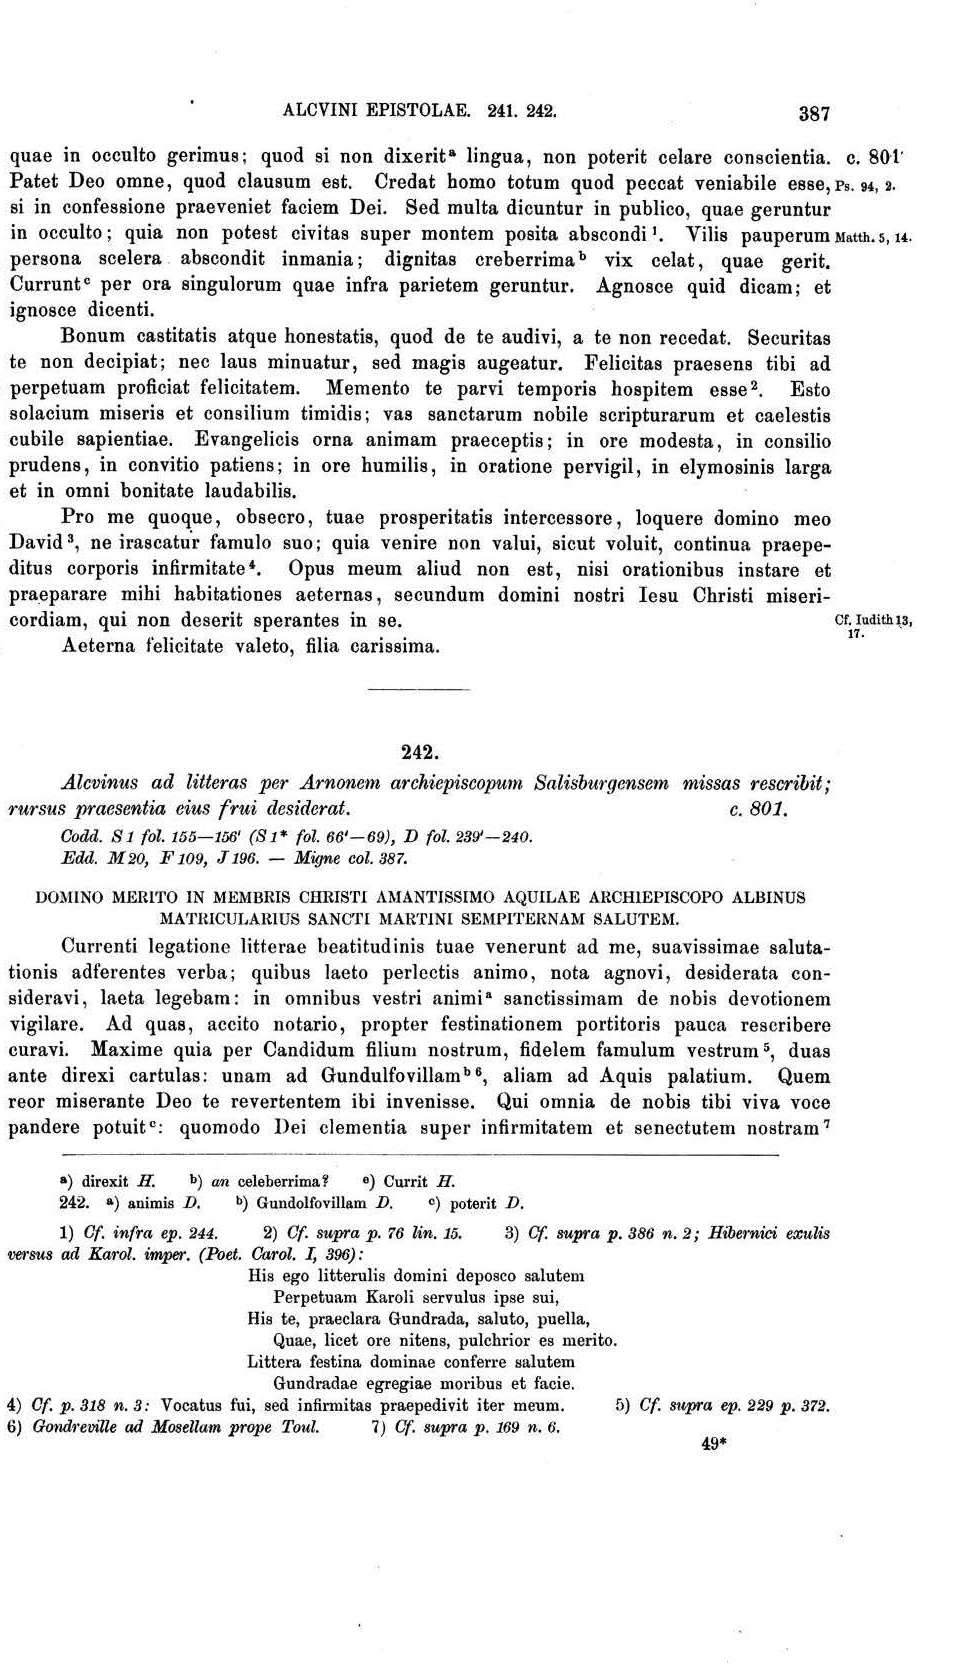 ALCVINI EPISTOLAE. 241. 242. 387
quae in occulto gerimus; quod si non dixerit ᵃ lingua, non poterit celare conscientia. c. 801
Patet Deo omne, quod clausum est. Credat homo totum quod peccat veniabile esse, Ps. 94, 2.
si in confessione praeveniet faciem Dei. Sed multa dicuntur in publico, quae geruntur
in occulto; quia non potest civitas super montem posita abscondi ¹. Vilis pauperum Matth. 5, 14.
persona scelera abscondit inmania; dignitas creberrima ᵇ vix celat, quae gerit.
Currunt ᶜ per ora singulorum quae infra parietem geruntur. Agnosce quid dicam; et
ignosce dicenti.
Bonum castitatis atque honestatis, quod de te audivi, a te non recedat. Securitas
te non decipiat; nec laus minuatur, sed magis augeatur. Felicitas praesens tibi ad
perpetuam proficiat felicitatem. Memento te parvi temporis hospitem esse ². Esto
solacium miseris et consilium timidis; vas sanctarum nobile scripturarum et caelestis
cubile sapientiae. Evangelicis orna animam praeceptis; in ore modesta, in consilio
prudens, in convitio patiens; in ore humilis, in oratione pervigil, in elymosinis larga
et in omni bonitate laudabilis.
Pro me quoque, obsecro, tuae prosperitatis intercessore, loquere domino meo
David ³, ne irascatur famulo suo; quia venire non valui, sicut voluit, continua praepe-
ditus corporis infirmitate ⁴. Opus meum aliud non est, nisi orationibus instare et
praeparare mihi habitationes aeternas, secundum domini nostri Iesu Christi miseri-
cordiam, qui non deserit sperantes in se. Cf. Iudith 13,
17.
Aeterna felicitate valeto, filia carissima.
242.
Alcvinus ad litteras per Arnonem archiepiscopum Salisburgensem missas rescribit;
rursus praesentia eius frui desiderat. c. 801.
Codd. S 1 fol. 155—156' (S 1* fol. 66'—69), D fol. 239'—240.
Edd. M 20, F 109, J 196. — Migne col. 387.
DOMINO MERITO IN MEMBRIS CHRISTI AMANTISSIMO AQUILAE ARCHIEPISCOPO ALBINUS
MATRICULARIUS SANCTI MARTINI SEMPITERNAM SALUTEM.
Currenti legatione litterae beatitudinis tuae venerunt ad me, suavissimae saluta-
tionis adferentes verba; quibus laeto perlectis animo, nota agnovi, desiderata con-
sideravi, laeta legebam: in omnibus vestri animi ᵃ sanctissimam de nobis devotionem
vigilare. Ad quas, accito notario, propter festinationem portitoris pauca rescribere
curavi. Maxime quia per Candidum filium nostrum, fidelem famulum vestrum ⁵, duas
ante direxi cartulas: unam ad Gundulfovillam ᵇ ⁶, aliam ad Aquis palatium. Quem
reor miserante Deo te revertentem ibi invenisse. Qui omnia de nobis tibi viva voce
pandere potuit ᶜ: quomodo Dei clementia super infirmitatem et senectutem nostram ⁷
a) direxit H. b) an celeberrima? e) Currit H.
242. a) animis D. b) Gundolfovillam D. c) poterit D.
1) Cf. infra ep. 244. 2) Cf. supra p. 76 lin. 15. 3) Cf. supra p. 386 n. 2; Hibernici exulis
versus ad Karol. imper. (Poet. Carol. I, 396):
His ego litterulis domini deposco salutem
Perpetuam Karoli servulus ipse sui,
His te, praeclara Gundrada, saluto, puella,
Quae, licet ore nitens, pulchrior es merito.
Littera festina dominae conferre salutem
Gundradae egregiae moribus et facie.
4) Cf. p. 318 n. 3: Vocatus fui, sed infirmitas praepedivit iter meum. 5) Cf. supra ep. 229 p. 372.
6) Gondreville ad Mosellam prope Toul. 7) Cf. supra p. 169 n. 6.
49*